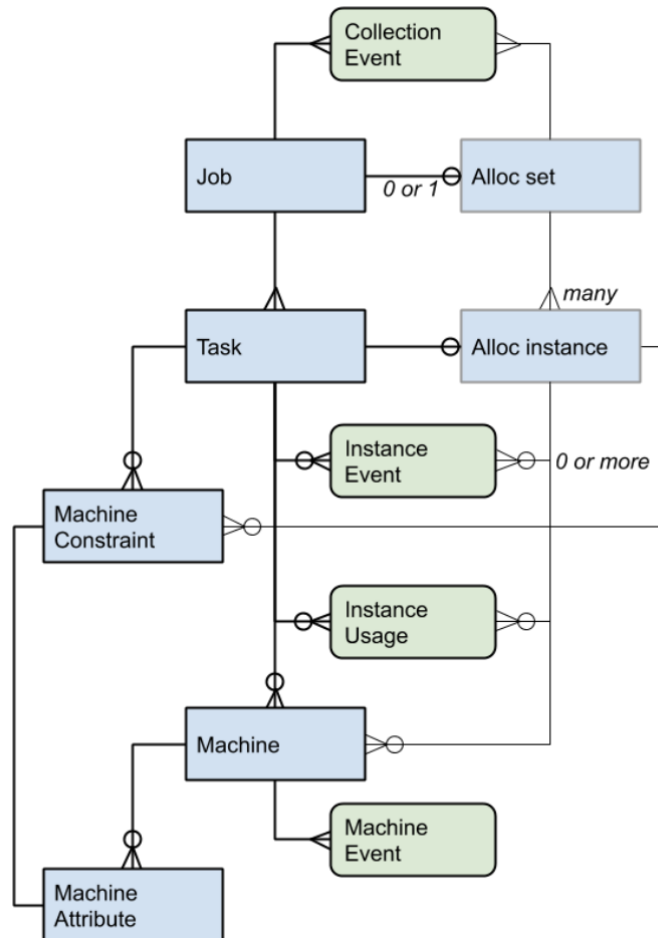 Collection
Event
Job
0 or 1
Alloc set
many
Task
Alloc instance
Instance
Event
0 or more
Machine
Constraint
Instance
Usage
Machine
Machine
Event
Machine
Attribute